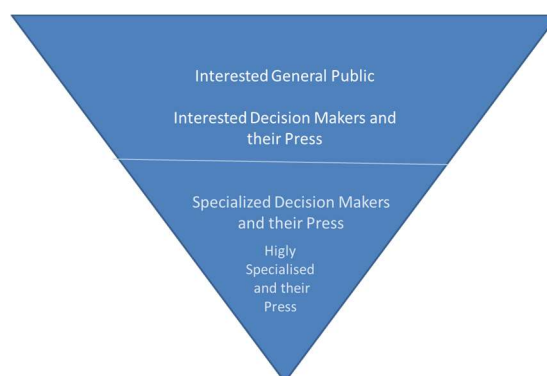 Interested General Public
Interested Decision Makers and
their Press
Specialized Decision Makers
and their Press
Higly
Specialised
and their
Press